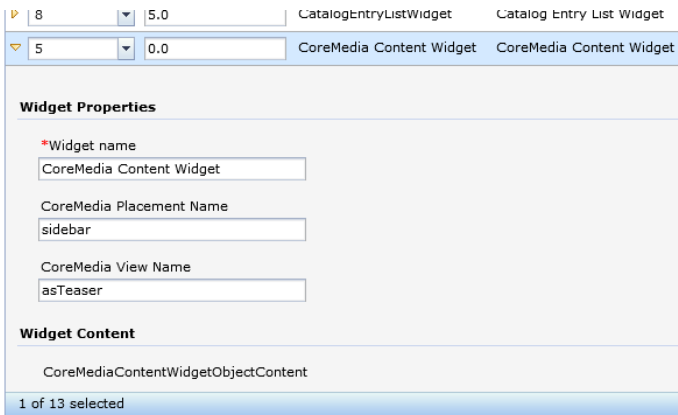 8 5.0 CatalogEntryListWidget Catalog Entry List Widget
5 0.0 CoreMedia Content Widget CoreMedia Content Widget
Widget Properties
*Widget name
CoreMedia Content Widget
CoreMedia Placement Name
sidebar
CoreMedia View Name
asTeaser
Widget Content
CoreMediaContentWidgetObjectContent
1 of 13 selected